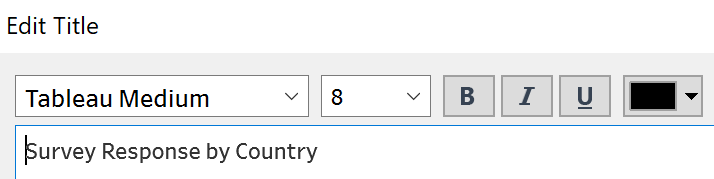 Edit Title
Tableau Medium 8 B I U
Survey Response by Country